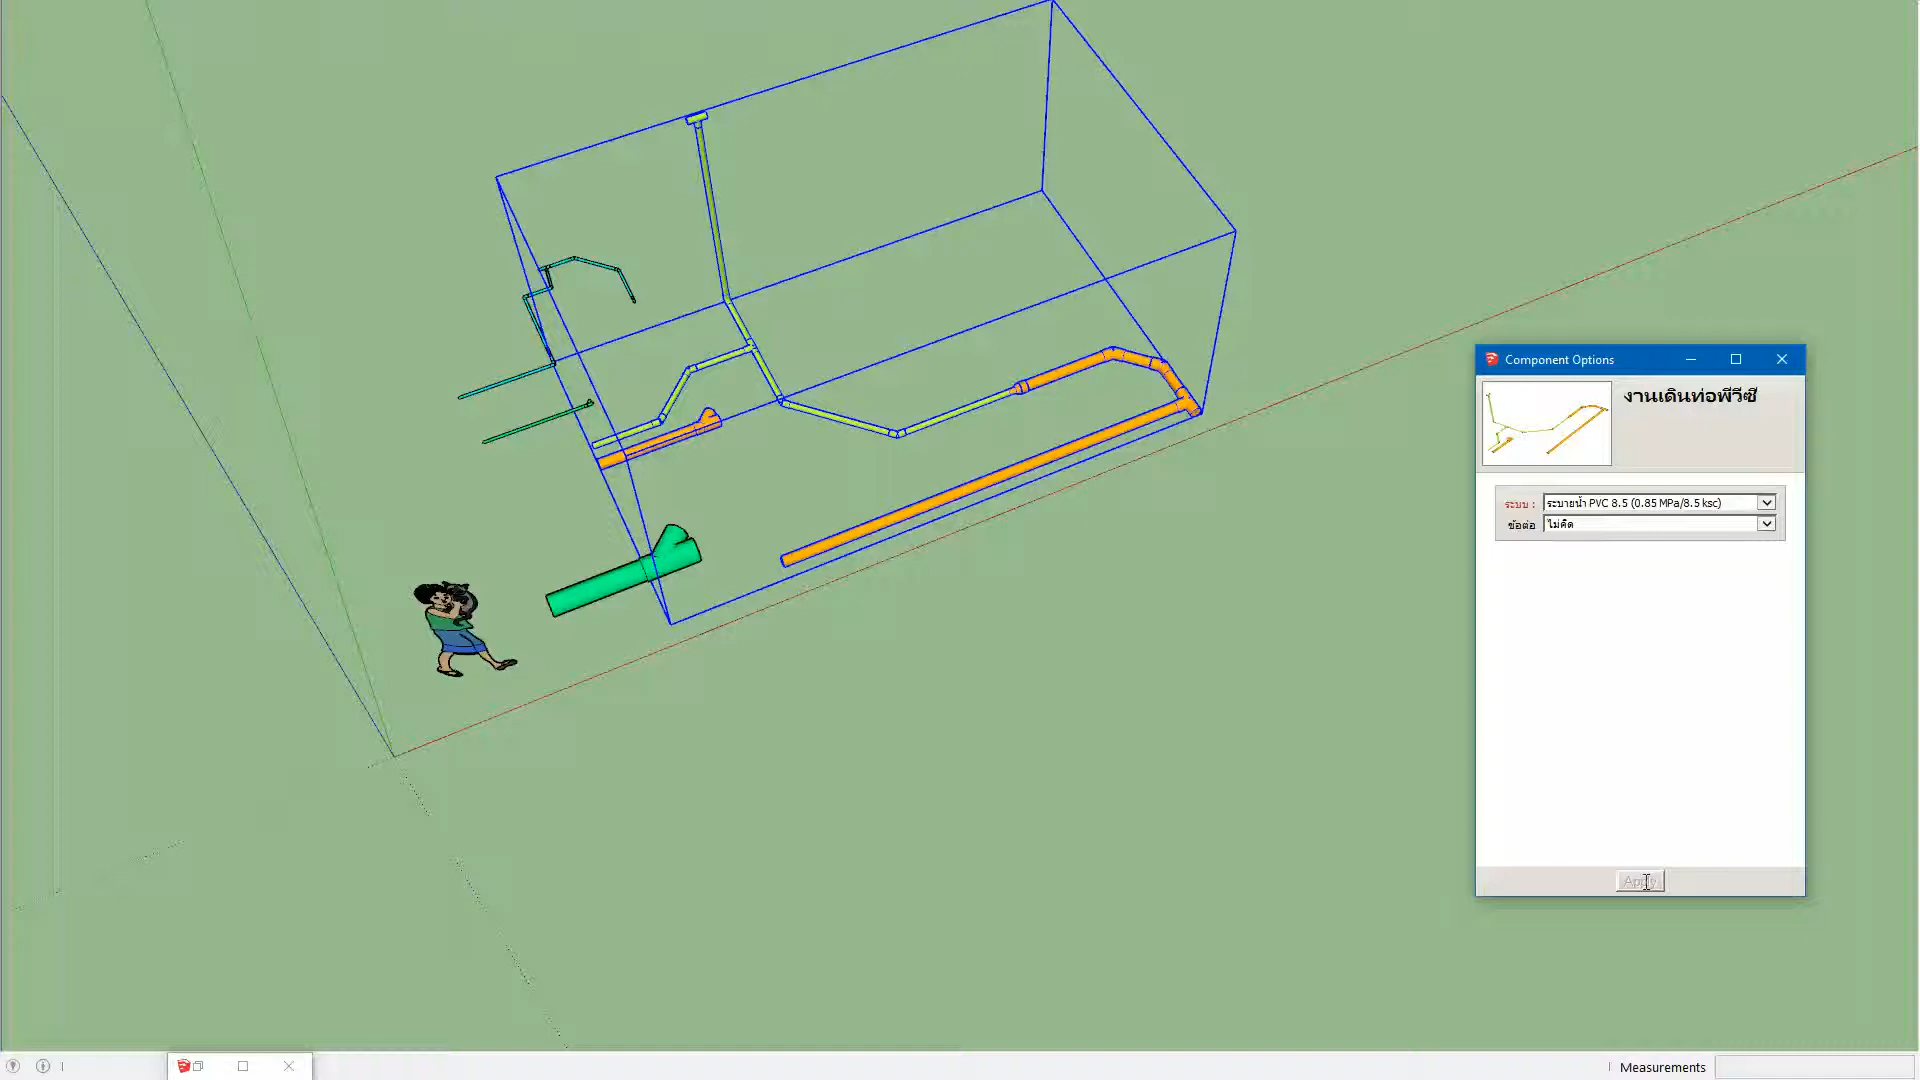 Component Options
งานเดินท่อพีวีซี
ระบบ : ระบายน้ำ PVC 8.5 (0.85 MPa/8.5 ksc)
ข้อต่อ ไม่คิด
Apply
Measurements